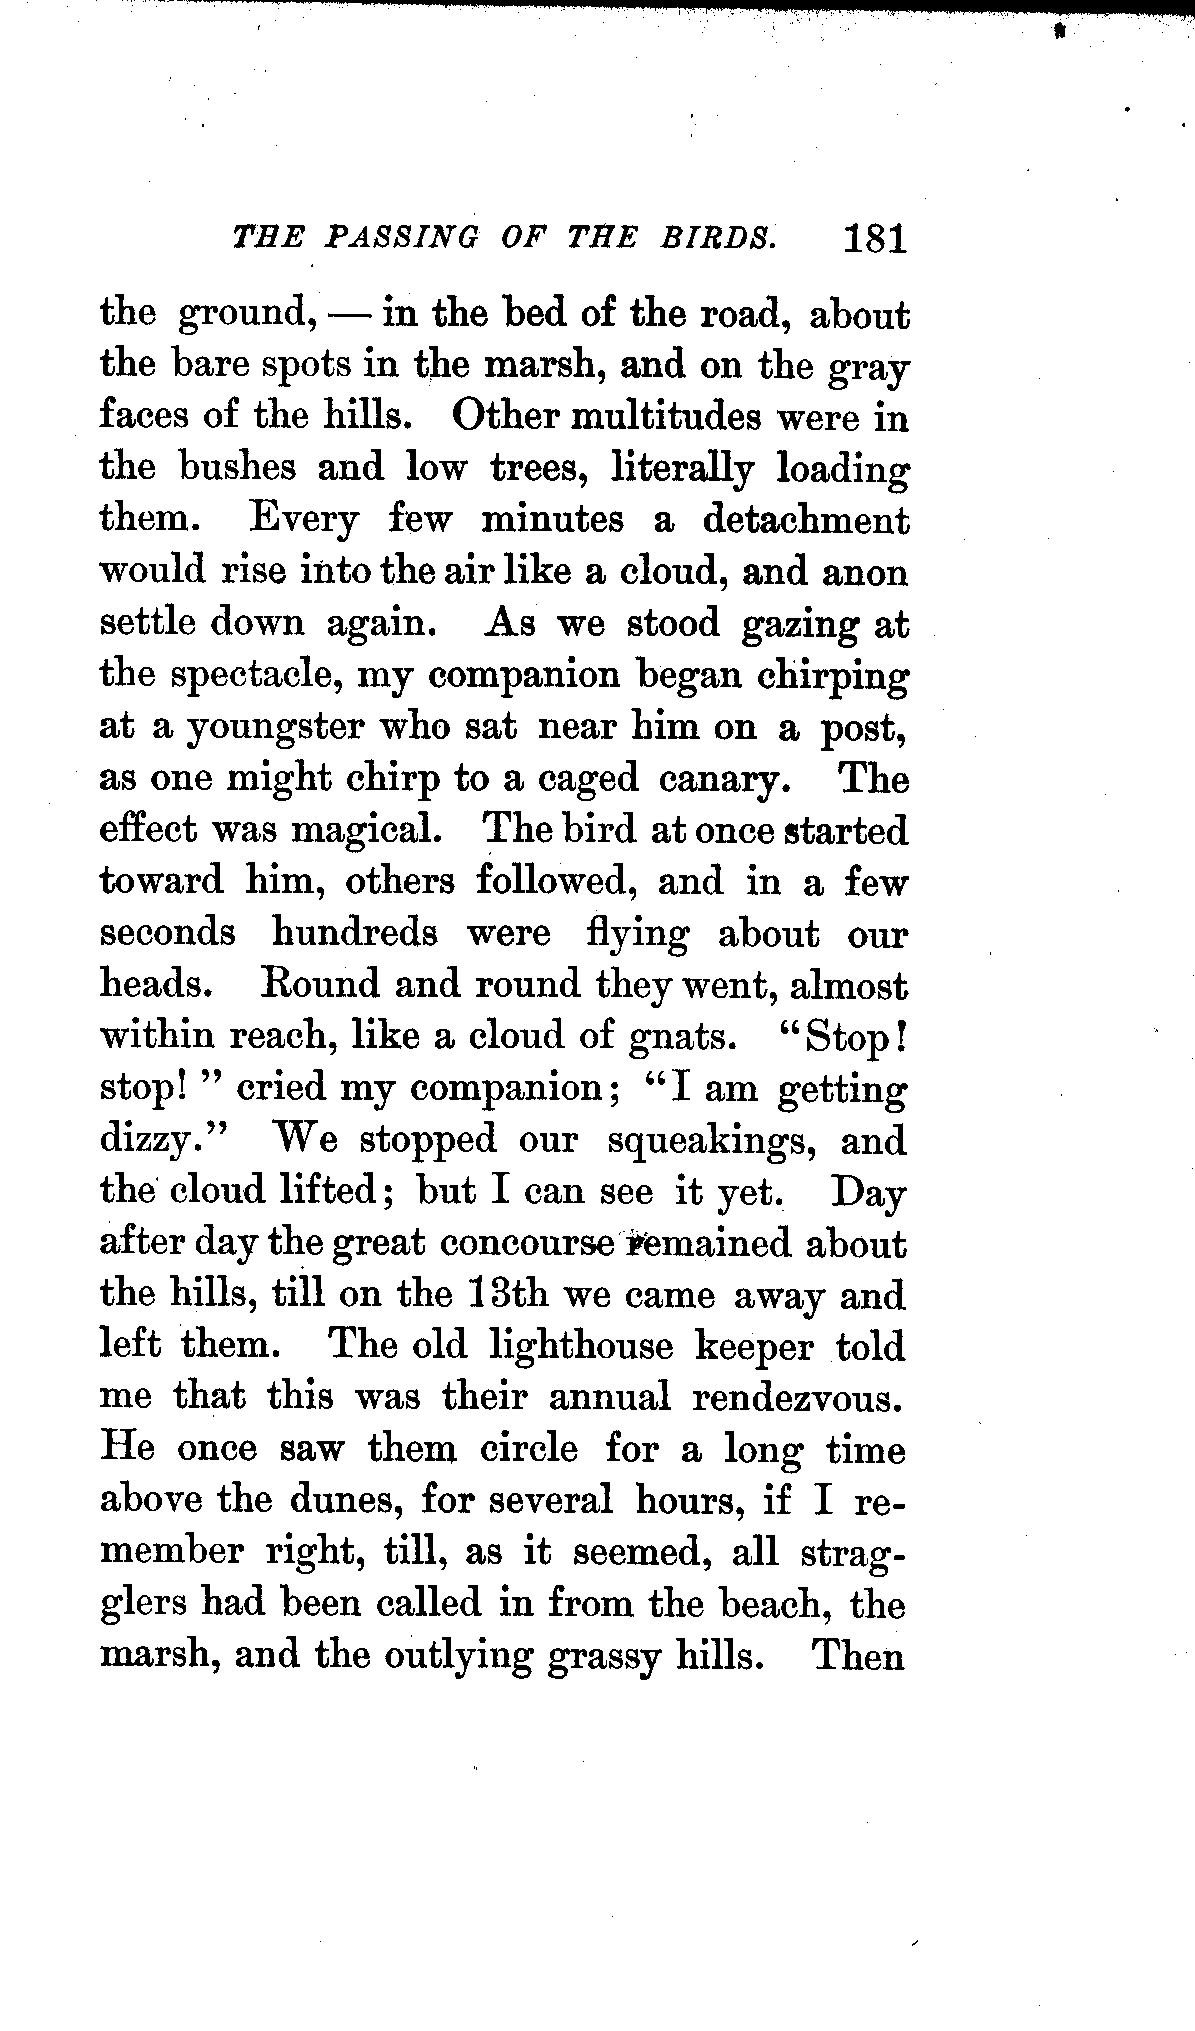 THE PASSING OF THE BIRDS. 181
the ground, — in the bed of the road, about
the bare spots in the marsh, and on the gray
faces of the hills. Other multitudes were in
the bushes and low trees, literally loading
them. Every few minutes a detachment
would rise into the air like a cloud, and anon
settle down again. As we stood gazing at
the spectacle, my companion began chirping
at a youngster who sat near him on a post,
as one might chirp to a caged canary. The
effect was magical. The bird at once started
toward him, others followed, and in a few
seconds hundreds were flying about our
heads. Round and round they went, almost
within reach, like a cloud of gnats. "Stop!
stop! " cried my companion; "I am getting
dizzy." We stopped our squeakings, and
the cloud lifted; but I can see it yet. Day
after day the great concourse remained about
the hills, till on the 13th we came away and
left them. The old lighthouse keeper told
me that this was their annual rendezvous.
He once saw them circle for a long time
above the dunes, for several hours, if I re-
member right, till, as it seemed, all strag-
glers had been called in from the beach, the
marsh, and the outlying grassy hills. Then